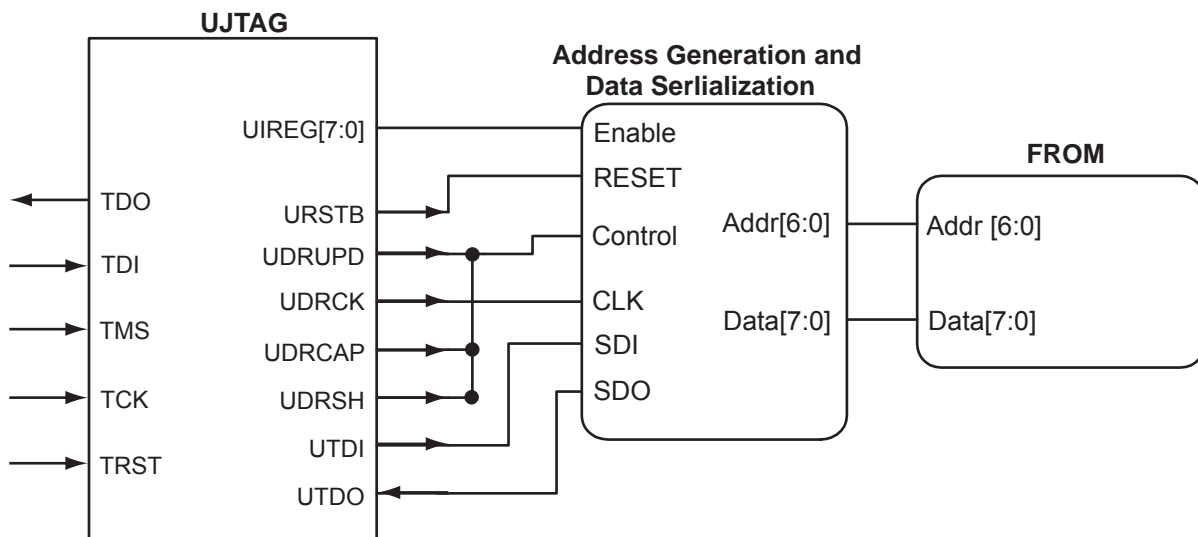 UJTAG
Address Generation and
Data Serlialization
FROM
TDO
TDI
TMS
TCK
TRST
UIREG[7:0]
URSTB
UDRUPD
UDRCK
UDRCAP
UDRSH
UTDI
UTDO
Enable
RESET
Control
CLK
SDI
SDO
Addr[6:0]
Data[7:0]
Addr [6:0]
Data[7:0]